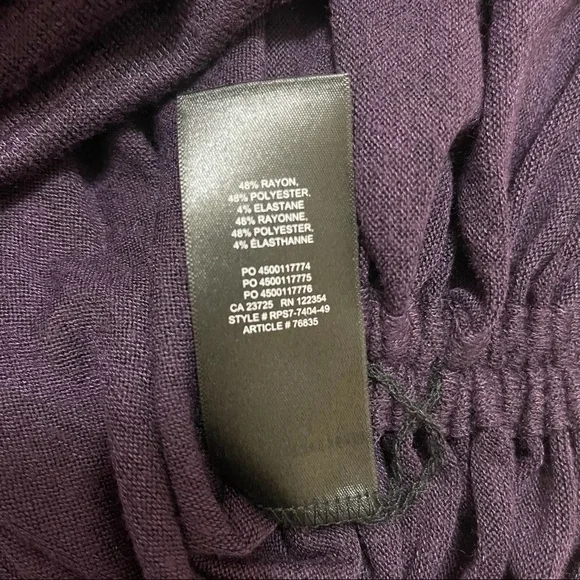 48% RAYON,
48% POLYESTER,
4% ELASTANE
48% RAYONNE,
48% POLYESTER,
4% ÉLASTHANNE
PO 4500117774
PO 4500117775
PO 4500117776
CA 23725 RN 122354
STYLE # RPS7-7404-49
ARTICLE # 76835